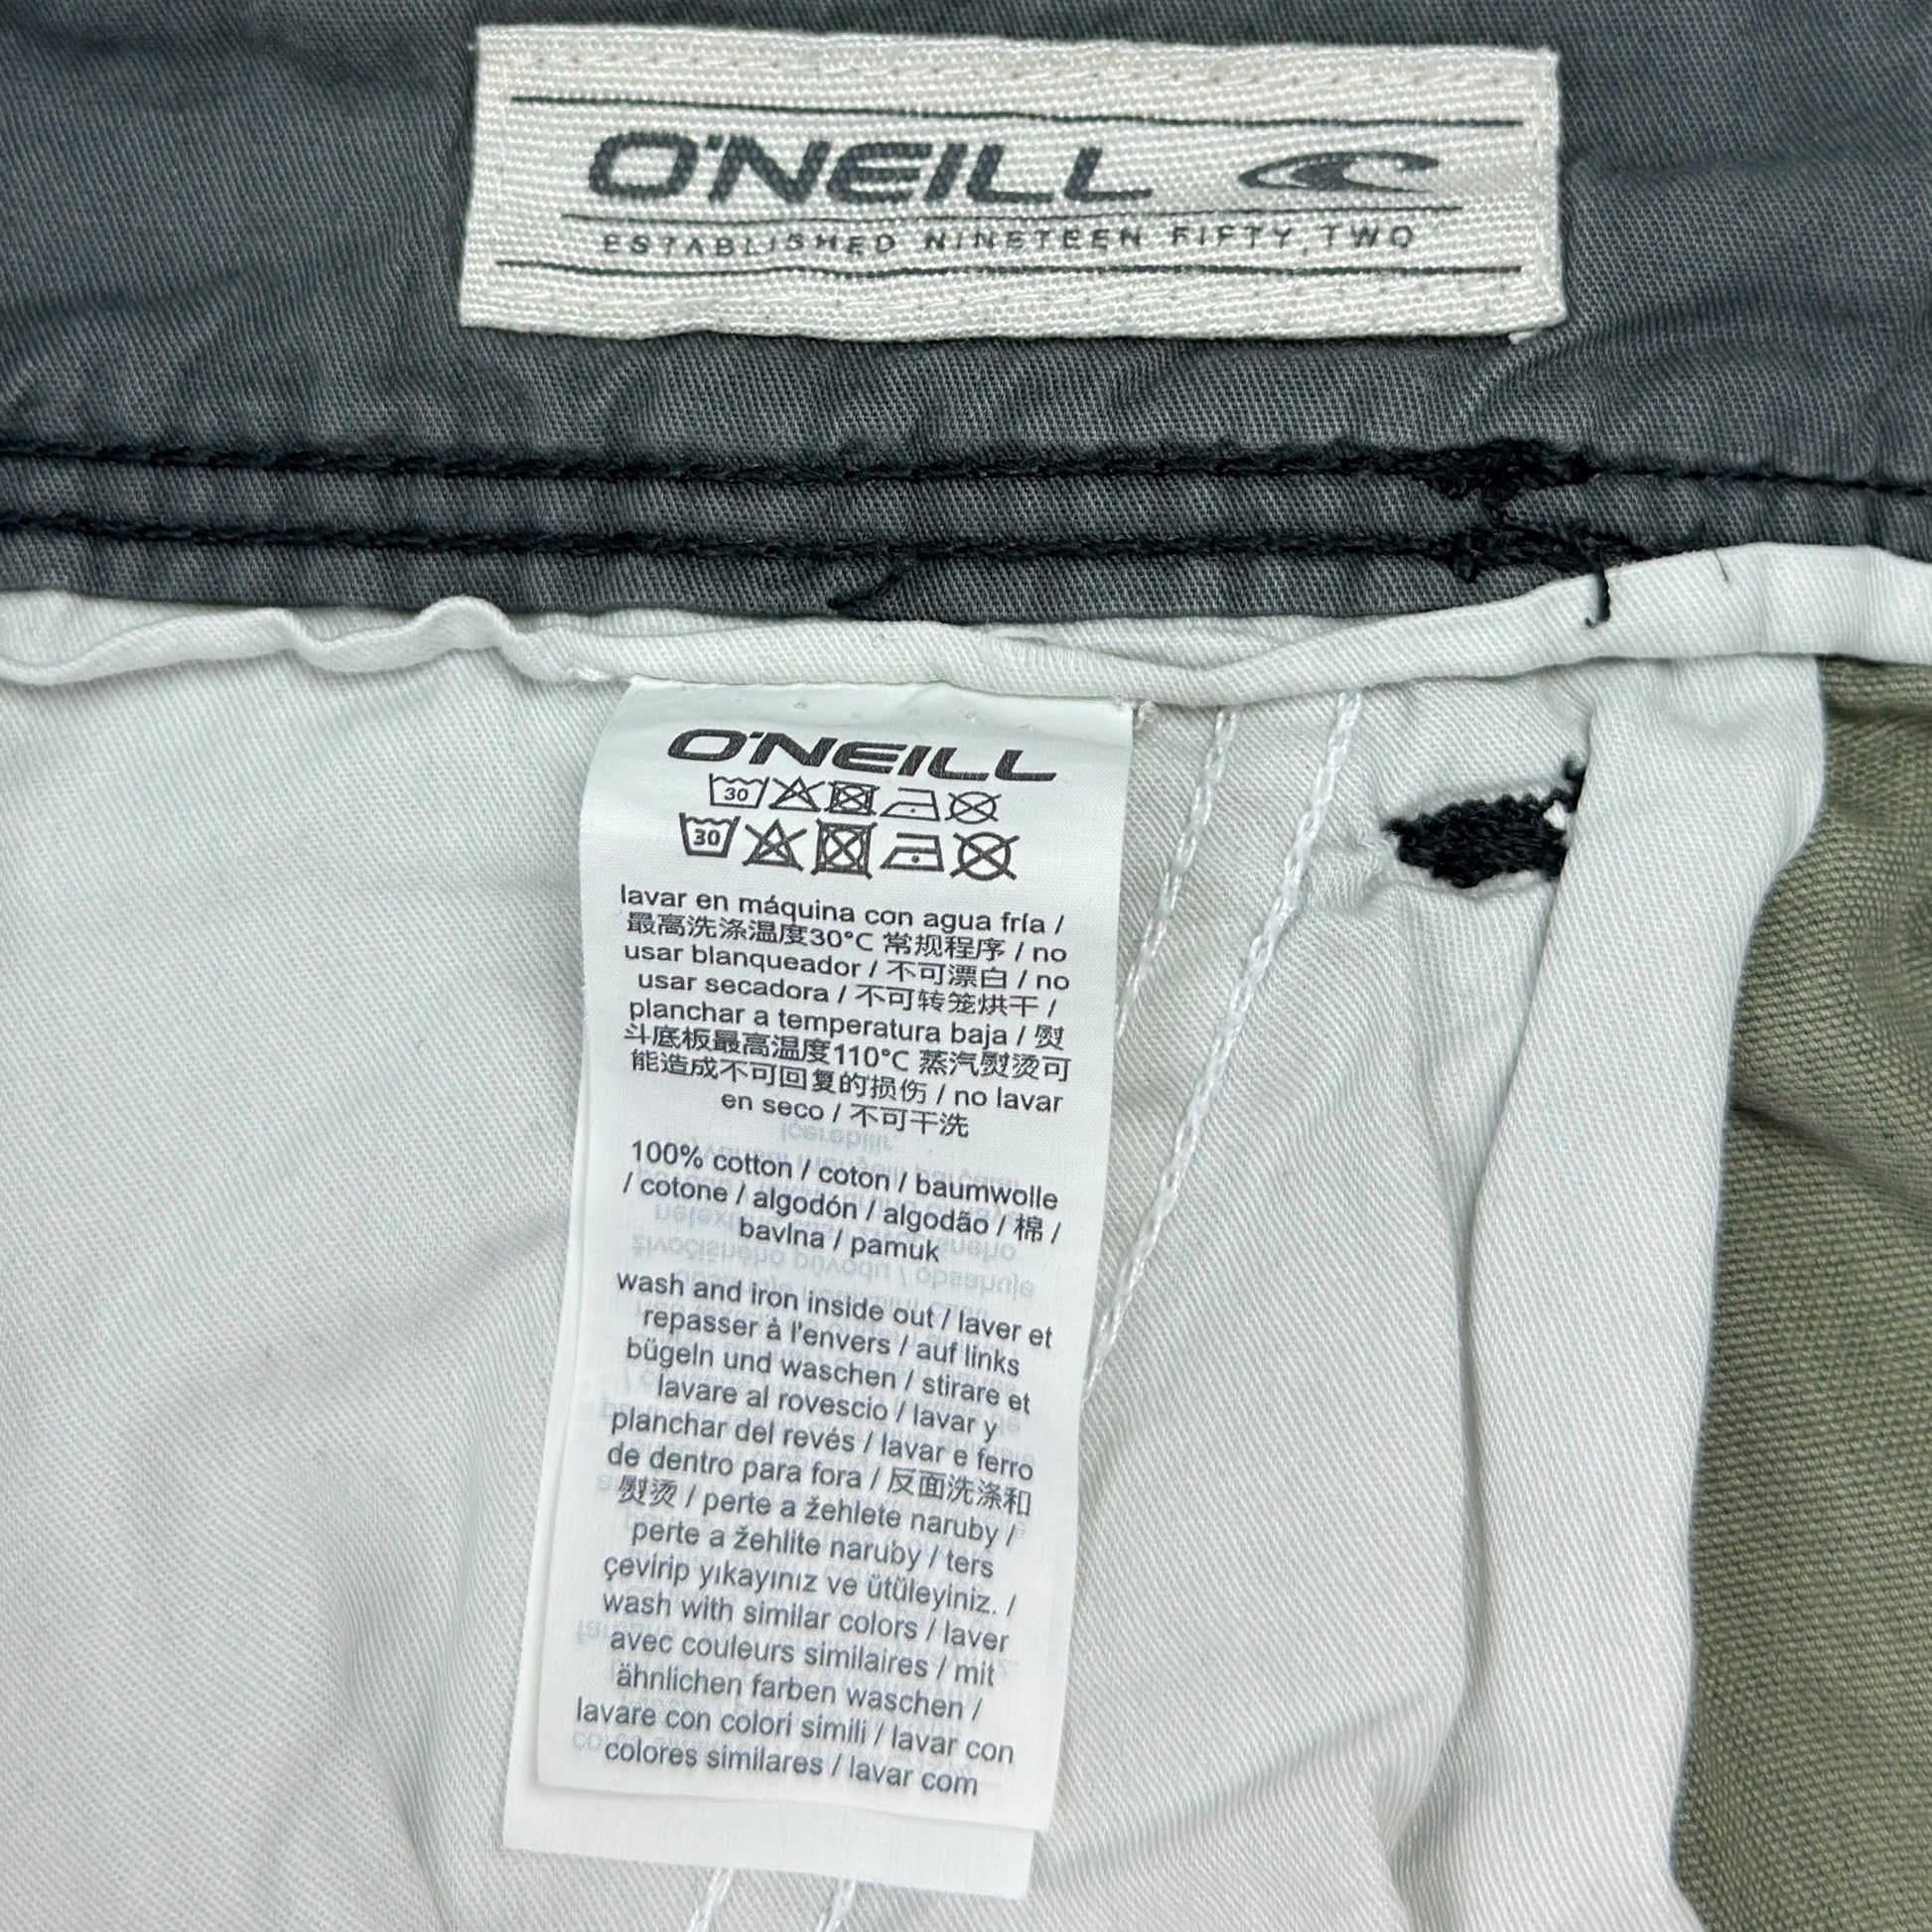 O'NEILL
ESTABLISHED NINETEEN FIFTY TWO
O'NEILL
30
30
lavar en máquina con agua fría /
最高洗涤温度30°C 常规程序 / no
usar blanqueador / 不可漂白 / no
usar secadora / 不可转笼烘干 /
planchar a temperatura baja / 熨
斗底板最高温度110°C 蒸汽熨烫可
能造成不可回复的损伤 / no lavar
en seco / 不可干洗
100% cotton / coton / baumwolle
/ cotone / algodón / algodão / 棉 /
bavlna / pamuk
wash and iron inside out / laver et
repasser à l'envers / auf links
bügeln und waschen / stirare et
lavare al rovescio / lavar y
planchar del revés / lavar e ferro
de dentro para fora / 反面洗涤和
熨烫 / perte a žehlete naruby /
perte a žehlite naruby / ters
çevirip yıkayınız ve ütüleyiniz. /
wash with similar colors / laver
avec couleurs similaires / mit
ähnlichen farben waschen /
lavare con colori simili / lavar con
colores similares / lavar com